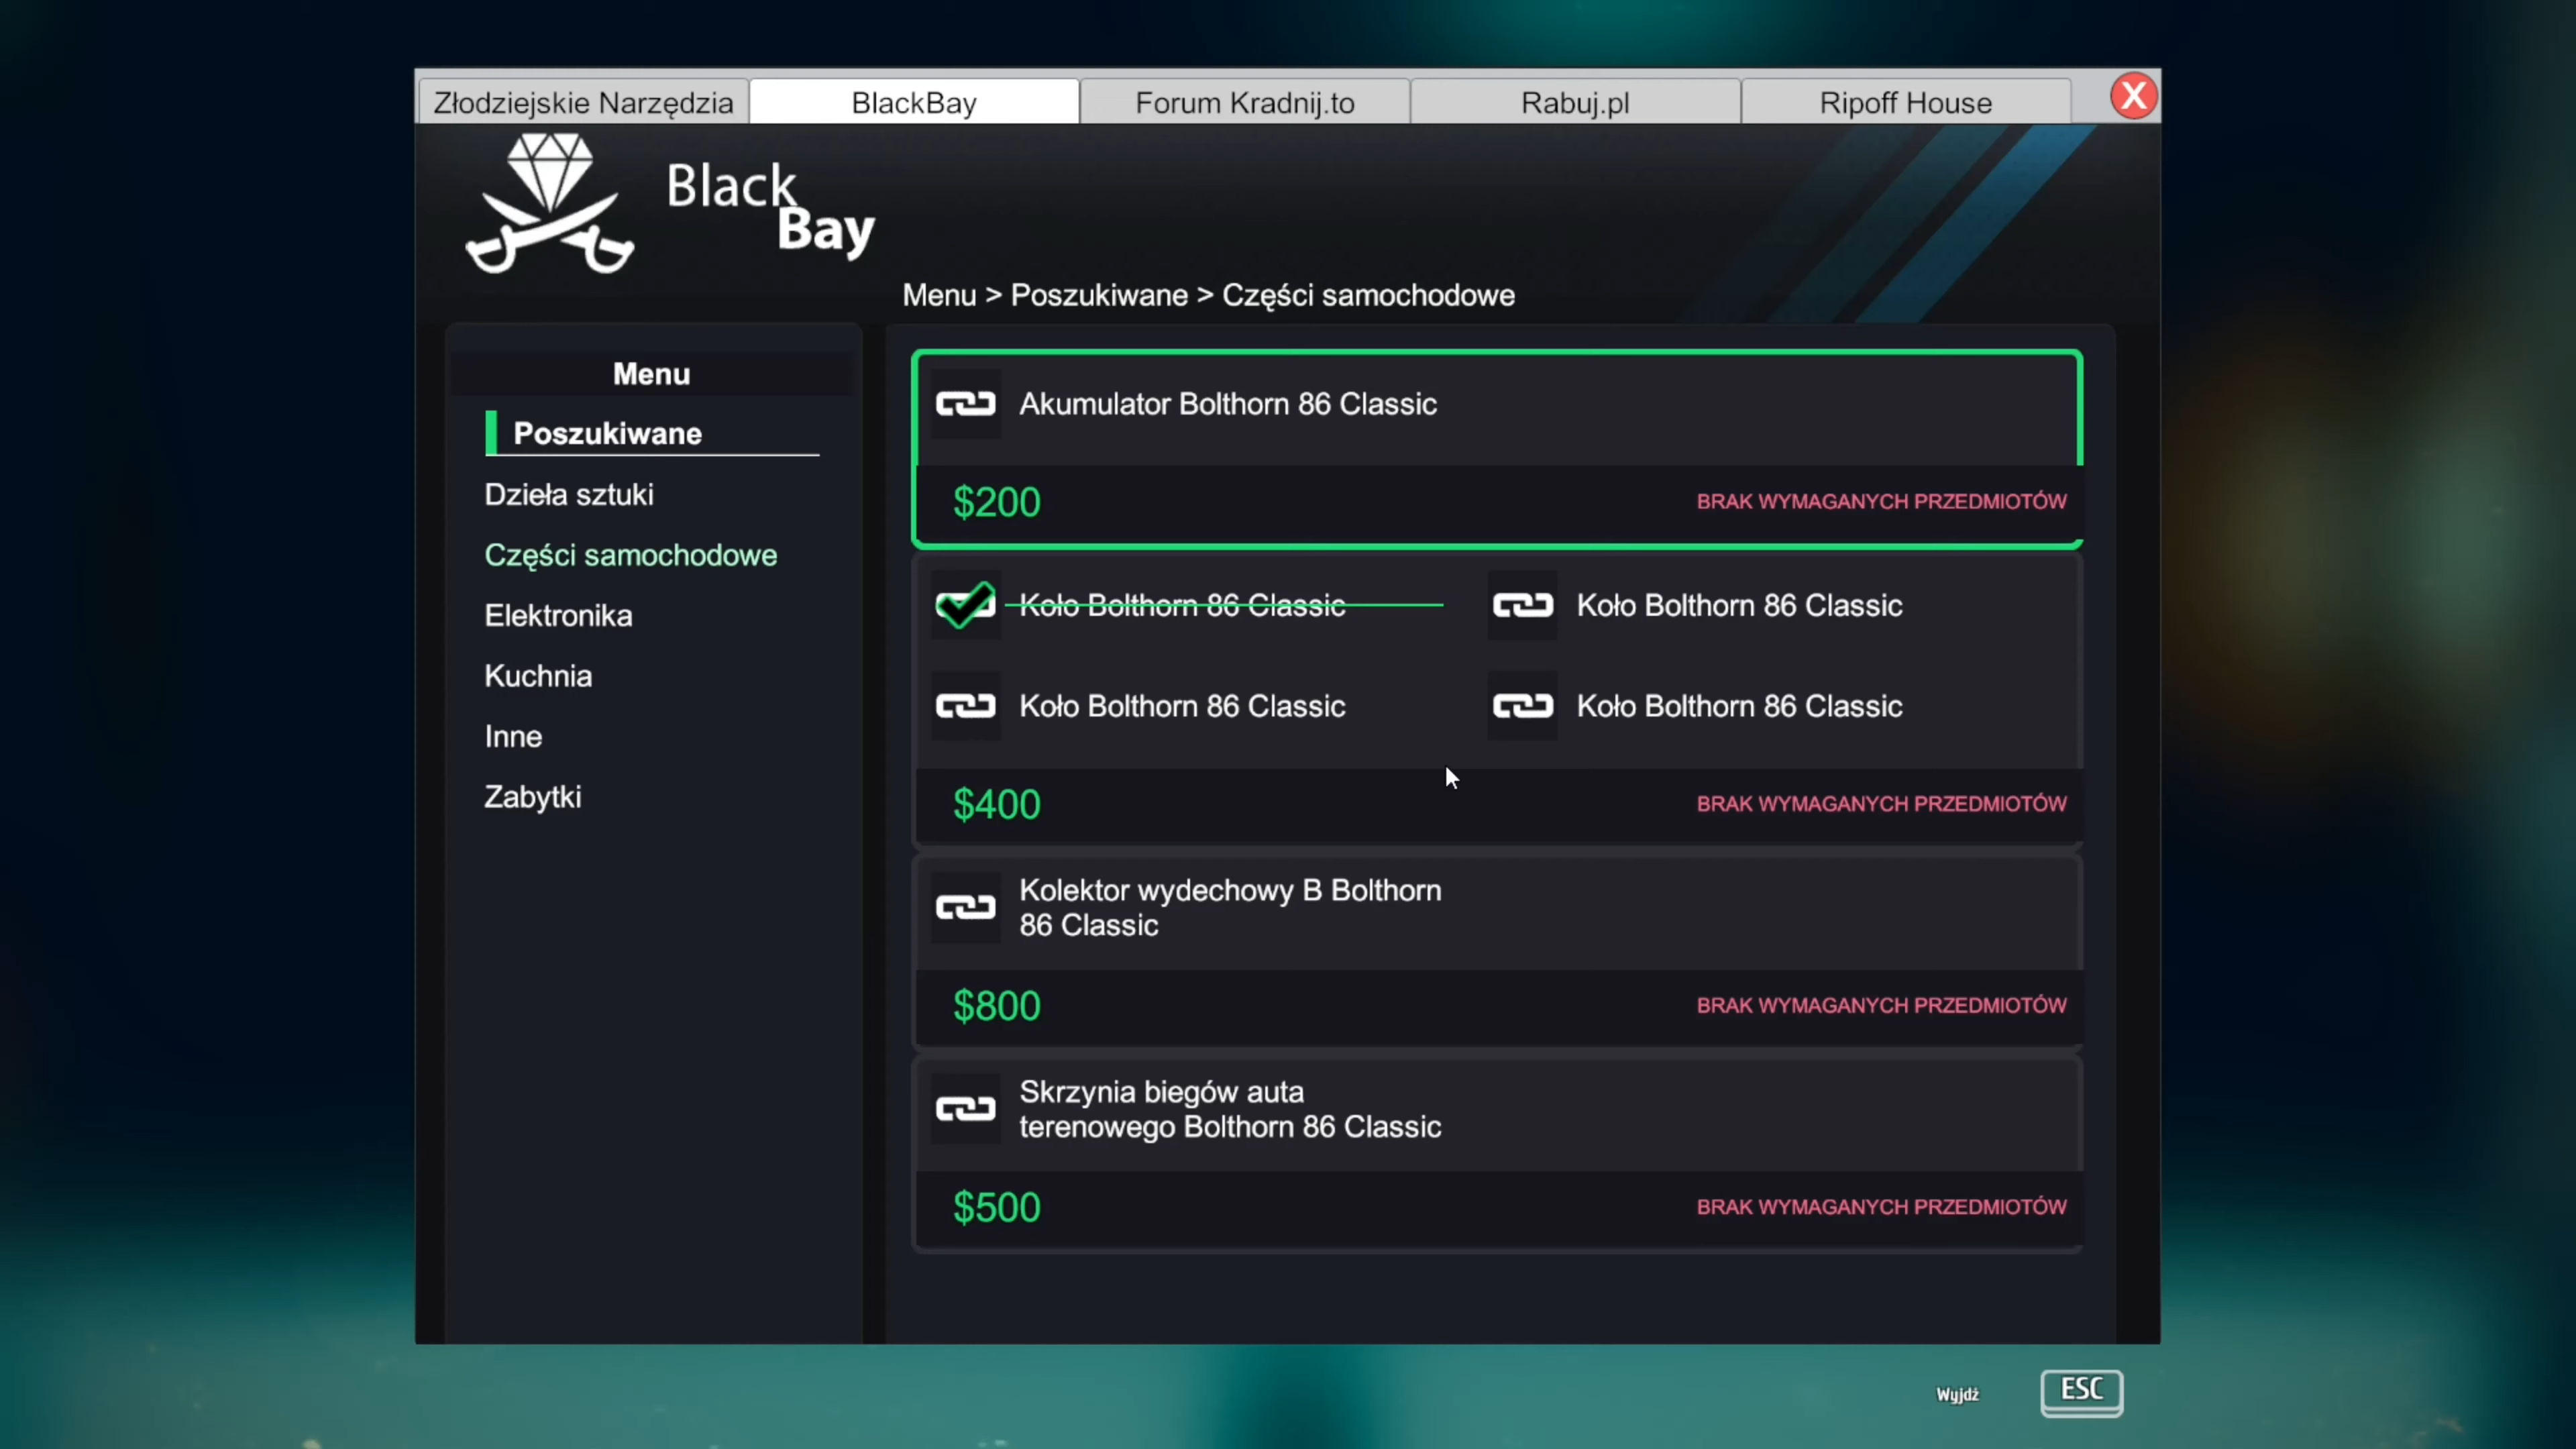 Złodziejskie Narzędzia
BlackBay
Forum Kradnij.to
Rabuj.pl
Ripoff House
X
Black
Bay
Menu > Poszukiwane > Części samochodowe
Menu
Poszukiwane
Dzieła sztuki
Części samochodowe
Elektronika
Kuchnia
Inne
Zabytki
Akumulator Bolthorn 86 Classic
$200
BRAK WYMAGANYCH PRZEDMIOTÓW
Koło Bolthorn 86 Classic
Koło Bolthorn 86 Classic
Koło Bolthorn 86 Classic
Koło Bolthorn 86 Classic
$400
BRAK WYMAGANYCH PRZEDMIOTÓW
Kolektor wydechowy B Bolthorn
86 Classic
$800
BRAK WYMAGANYCH PRZEDMIOTÓW
Skrzynia biegów auta
terenowego Bolthorn 86 Classic
$500
BRAK WYMAGANYCH PRZEDMIOTÓW
Wyjdź
ESC